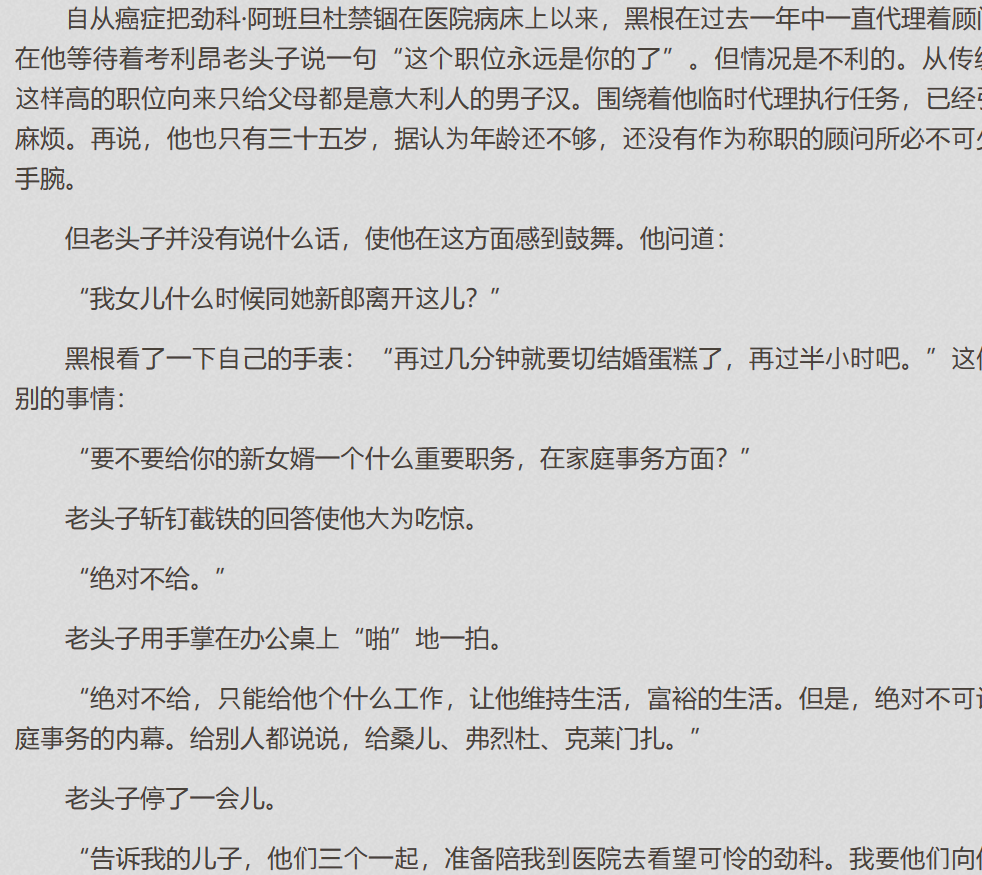 自从癌症把劲科·阿班旦杜禁锢在医院病床上以来，黑根在过去一年中一直代理着顾
在他等待着考利昂老头子说一句“这个职位永远是你的了”。但情况是不利的。从传
这样高的职位向来只给父母都是意大利人的男子汉。围绕着他临时代理执行任务，已经
麻烦。再说，他也只有三十五岁，据认为年龄还不够，还没有作为称职的顾问所必不可
手腕。
但老头子并没有说什么话，使他在这方面感到鼓舞。他问道：
“我女儿什么时候同她新郎离开这儿？”
黑根看了一下自己的手表：“再过几分钟就要切结婚蛋糕了，再过半小时吧。”这
别的事情：
“要不要给你的新女婿一个什么重要职务，在家庭事务方面？”
老头子斩钉截铁的回答使他大为吃惊。
“绝对不给。”
老头子用手掌在办公桌上“啪”地一拍。
“绝对不给，只能给他个什么工作，让他维持生活，富裕的生活。但是，绝对不可
庭事务的内幕。给别人都说说，给桑儿、弗烈杜、克莱门扎。”
老头子停了一会儿。
“告诉我的儿子，他们三个一起，准备陪我到医院去看望可怜的劲科。我要他们向